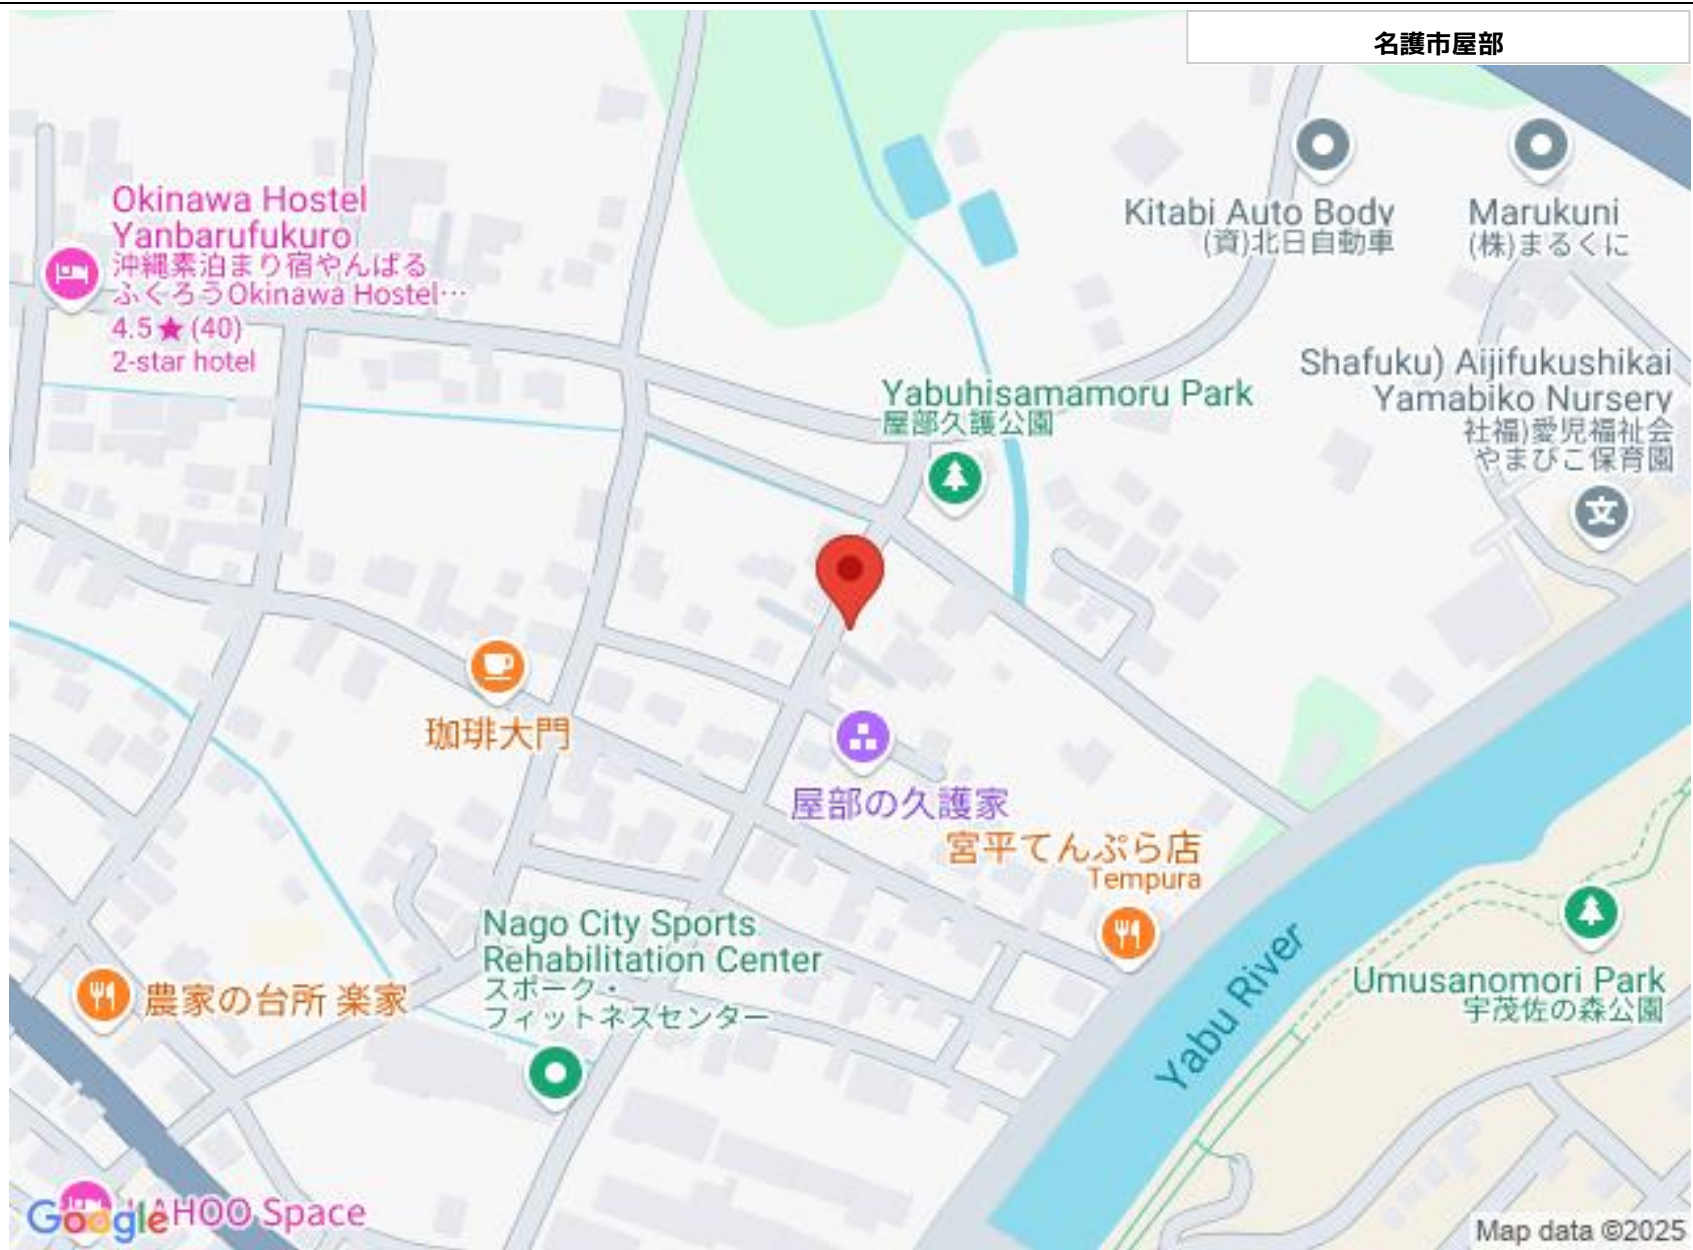 名護市屋部
Okinawa Hostel
Yanbarufukuro
沖縄素泊まり宿やんばる
ふくろうOkinawa Hostel…
4.5★ (40)
2-star hotel
Kitabi Auto Body
(資)北日自動車
Marukuni
(株)まるくに
Yabuhisamamoru Park
屋部久護公園
Shafuku) Aijifukushikai
Yamabiko Nursery
社福)愛児福祉会
やまびこ保育園
文
珈琲大門
屋部の久護家
宮平てんぷら店
Tempura
Nago City Sports
Rehabilitation Center
スポーク・
フィットネスセンター
農家の台所 楽家
Yabu River
Umusanomori Park
宇茂佐の森公園
Google
HOO Space
Map data ©2025